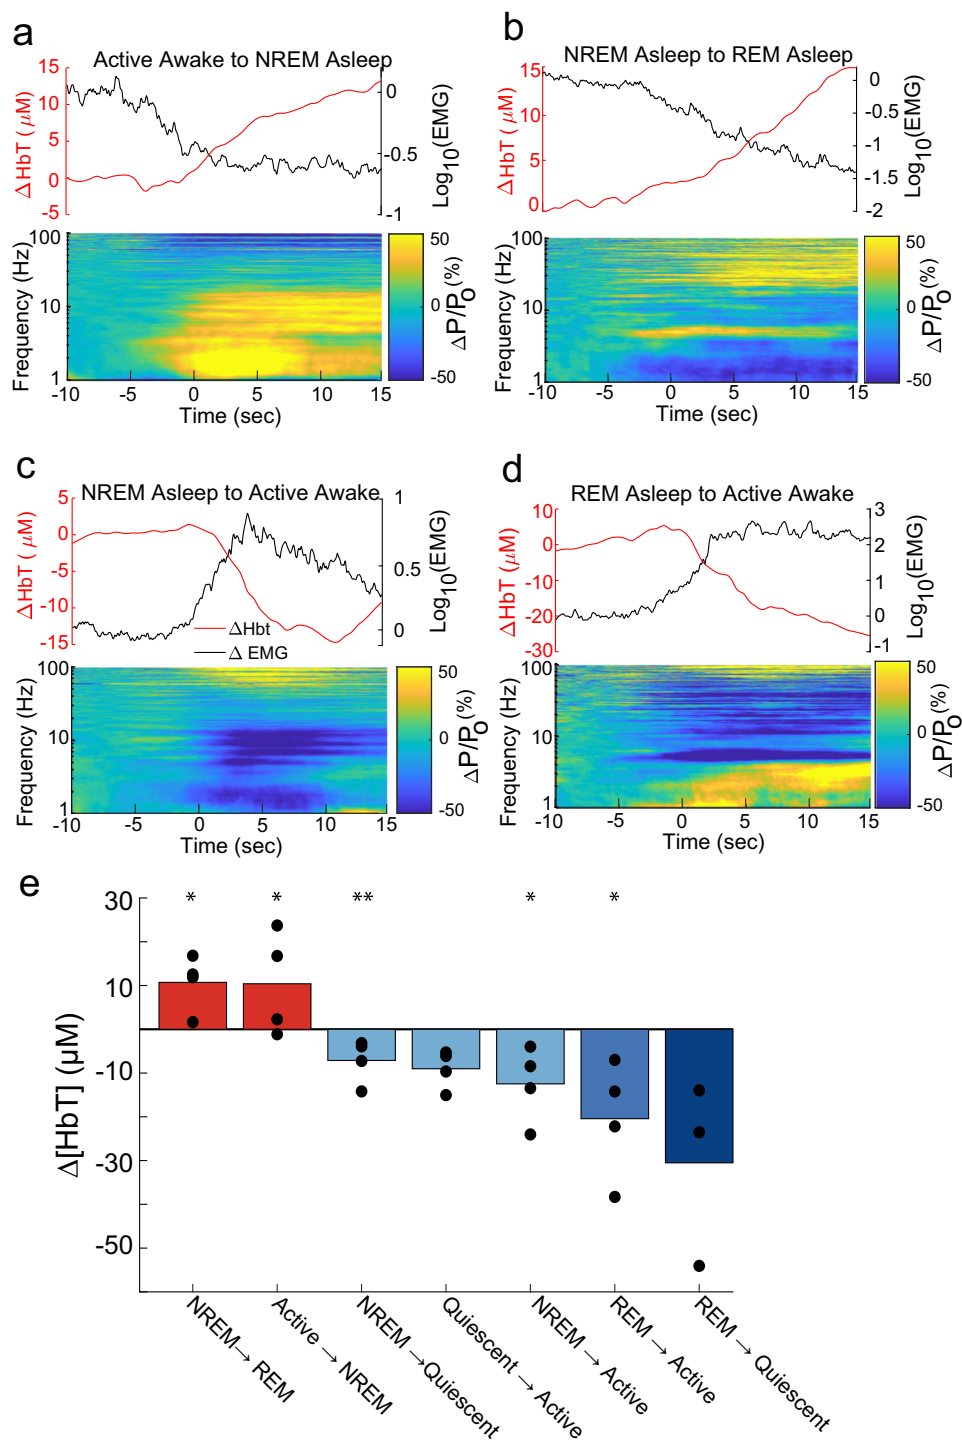 a
Active Awake to NREM Asleep
15
10
5
0
-5
ΔHbT (μM)
0
-0.5
-1
Log10(EMG)
100
10
1
Frequency (Hz)
-10
-5
0
5
10
15
Time (sec)
50
0
-50
ΔP/PO(%)
b
NREM Asleep to REM Asleep
15
10
5
0
ΔHbT (μM)
0
-0.5
-1
-1.5
-2
Log10(EMG)
100
10
1
Frequency (Hz)
-10
-5
0
5
10
15
Time (sec)
50
0
-50
ΔP/PO(%)
c
NREM Asleep to Active Awake
5
0
-5
-10
-15
ΔHbT (μM)
1
0.5
0
Log10(EMG)
ΔHbt
Δ EMG
100
10
1
Frequency (Hz)
-10
-5
0
5
10
15
Time (sec)
50
0
-50
ΔP/PO(%)
d
REM Asleep to Active Awake
10
0
-10
-20
-30
ΔHbT (μM)
3
2
1
0
-1
Log10(EMG)
100
10
1
Frequency (Hz)
-10
-5
0
5
10
15
Time (sec)
50
0
-50
ΔP/PO(%)
e
30
10
-10
-30
-50
Δ[HbT] (μM)
* * ** * *
NREM→ REM
Active → NREM
NREM →Quiescent
Quiescent → Active
NREM → Active
REM → Active
REM → Quiescent